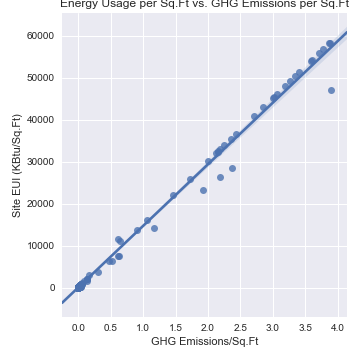 Energy Usage per Sq.Ft vs. GHG Emissions per Sq.Ft
60000
50000
40000
30000
20000
10000
0
Site EUI (KBtu/Sq.Ft)
0.0 0.5 1.0 1.5 2.0 2.5 3.0 3.5 4.0
GHG Emissions/Sq.Ft